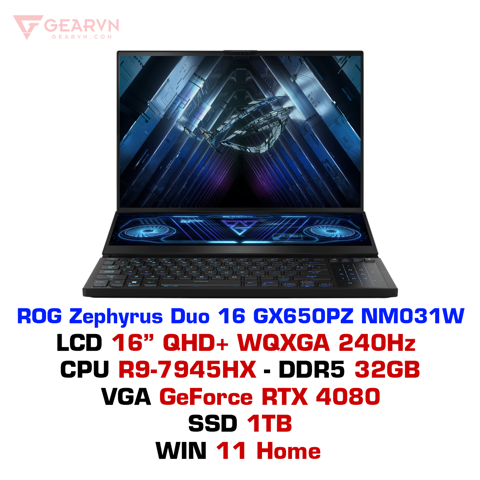 GEARVN
GEARVN.COM
ROG Zephyrus Duo 16 GX650PZ NM031W
LCD 16” QHD+ WQXGA 240Hz
CPU R9-7945HX - DDR5 32GB
VGA GeForce RTX 4080
SSD 1TB
WIN 11 Home